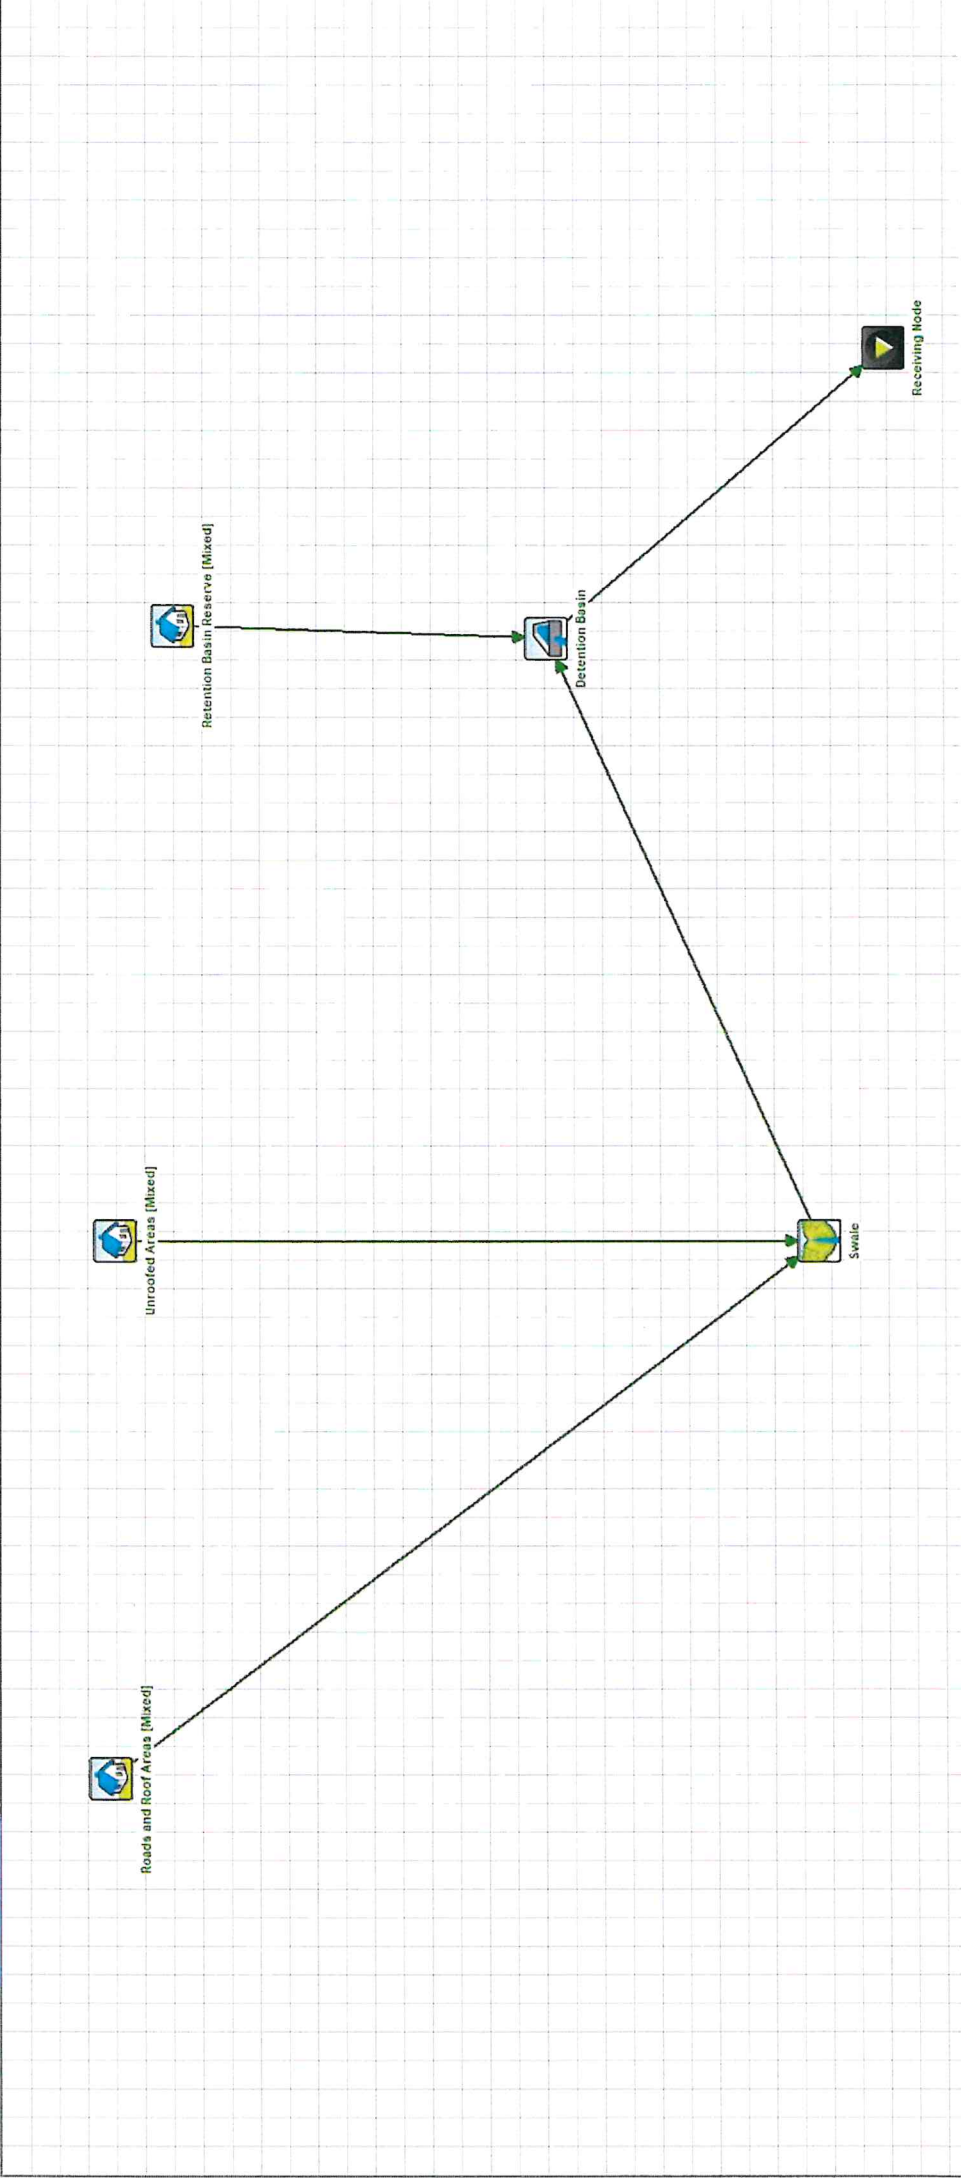 Roads and Roof Areas [Mixed]
Unroofed Areas [Mixed]
Retention Basin Reserve [Mixed]
Swale
Detention Basin
Receiving Node